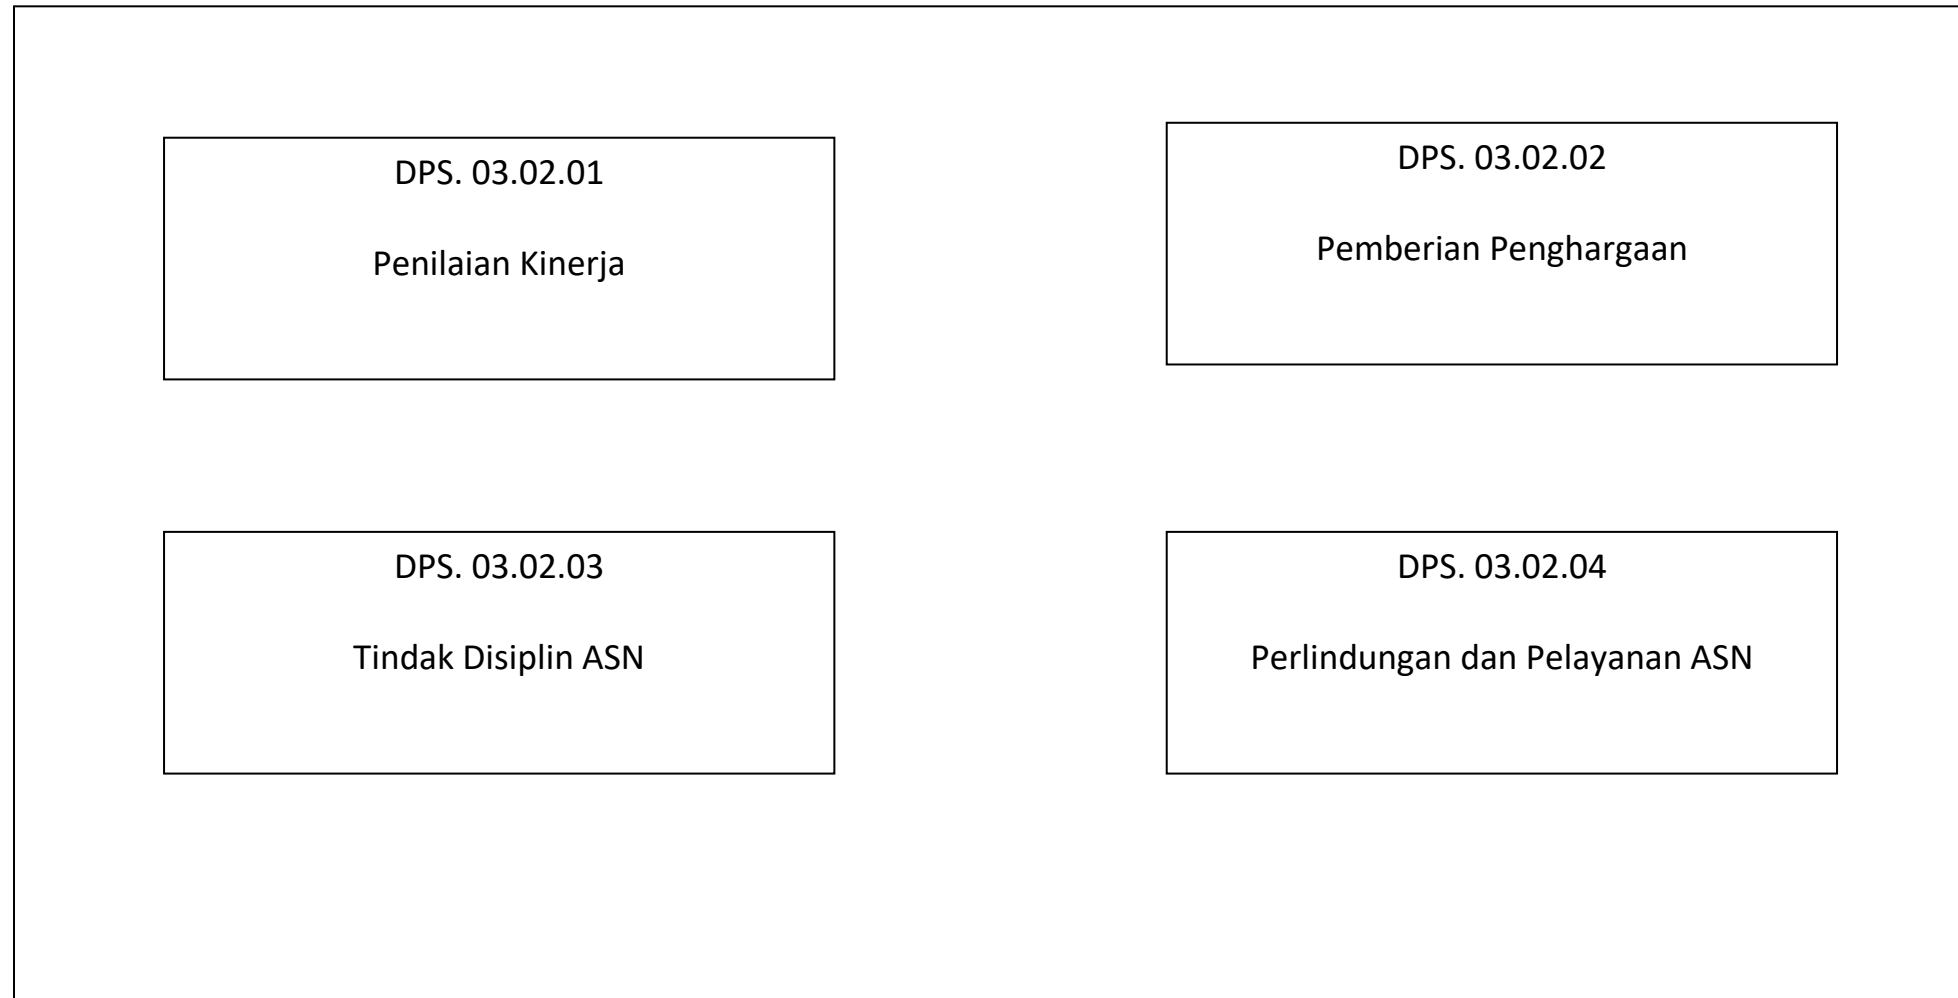 DPS. 03.02.01
Penilaian Kinerja
DPS. 03.02.02
Pemberian Penghargaan
DPS. 03.02.03
Tindak Disiplin ASN
DPS. 03.02.04
Perlindungan dan Pelayanan ASN